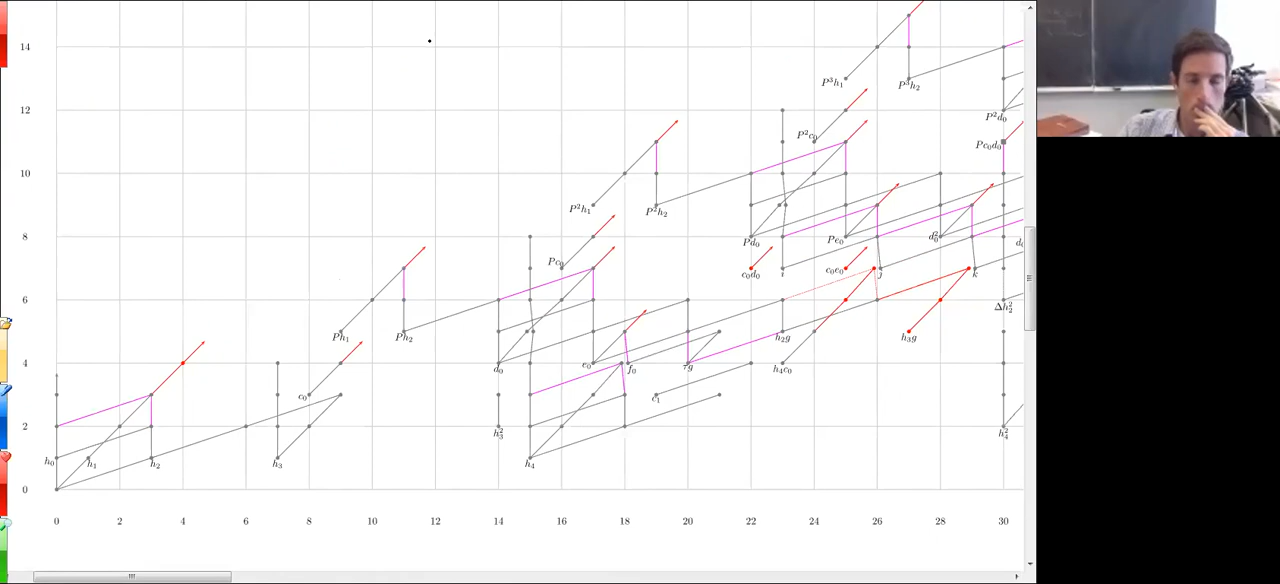 14
P³h₁
P³h₂
12
P²d₀
P²c₀
Pc₀d₀
10
P²h₁
P²h₂
8
Pd₀
Pe₀
d₀²
Pc₀
c₀d₀
i
c₀e₀
j
k
6
Δh₂²
Ph₁
Ph₂
h₂g
h₃g
4
d₀
e₀
f₀
τg
h₄c₀
c₀
c₁
2
h₃²
h₄²
h₀
h₁
h₂
h₃
h₄
0
0 2 4 6 8 10 12 14 16 18 20 22 24 26 28 30